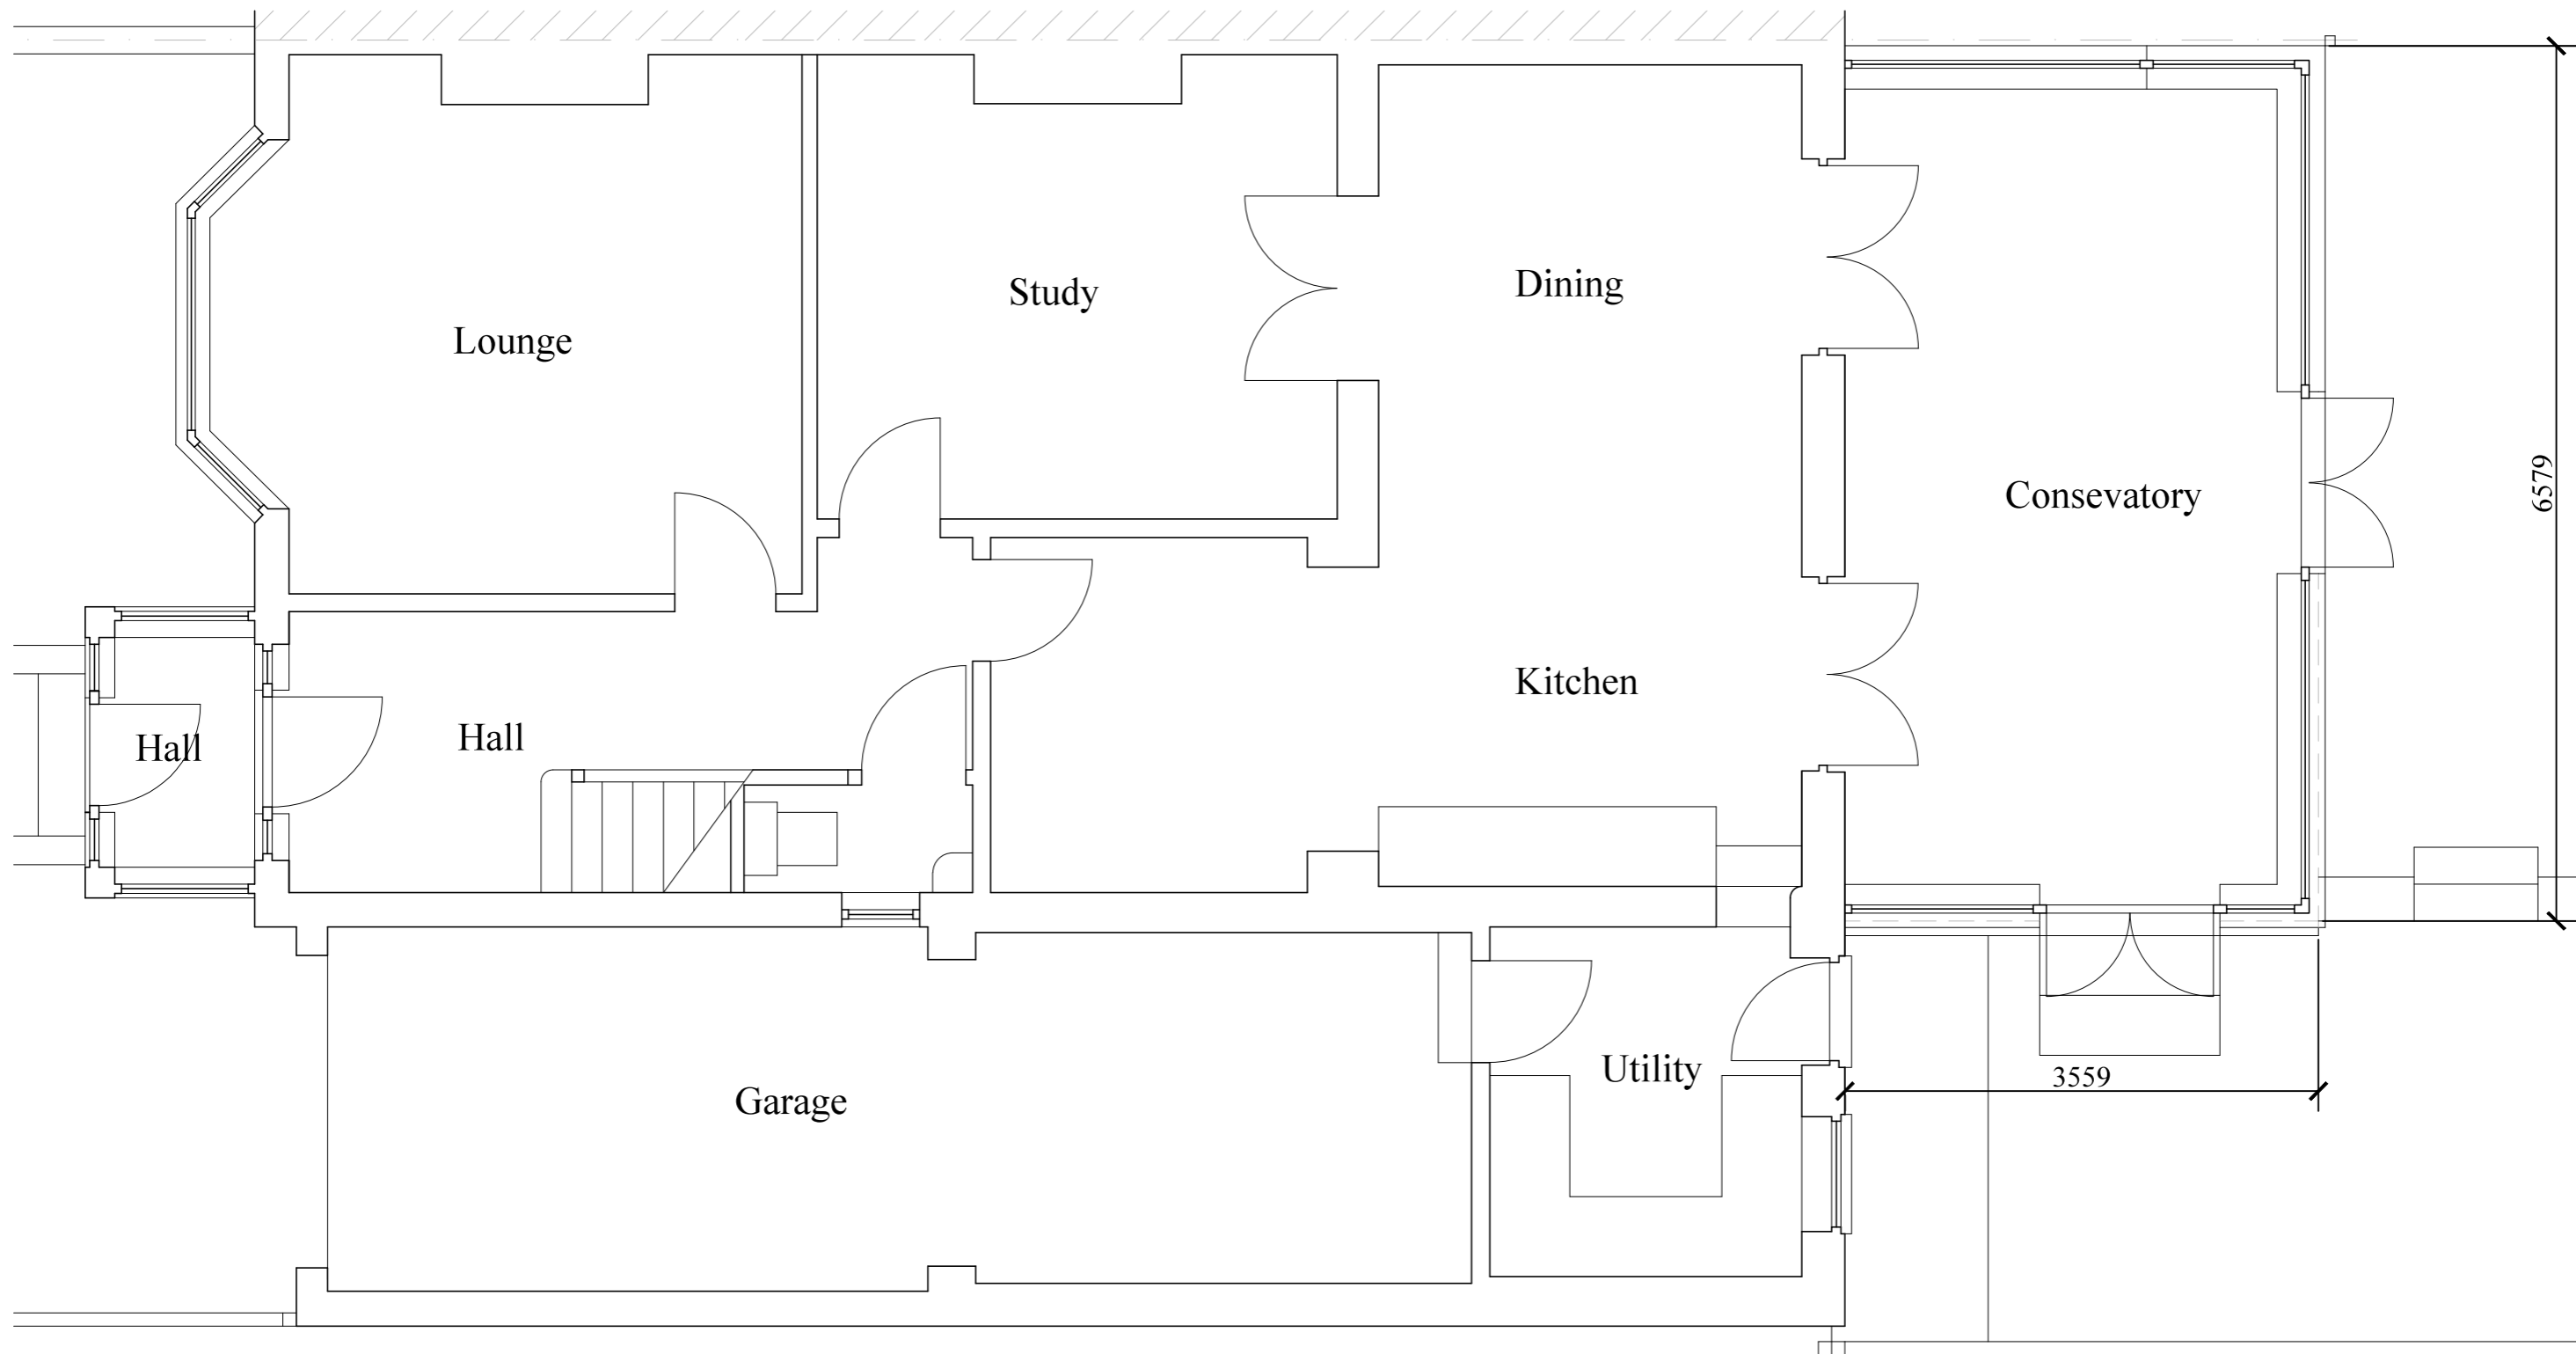 Study
Dining
Lounge
Consevatory
6579
Kitchen
Hall
Hall
Utility
3559
Garage